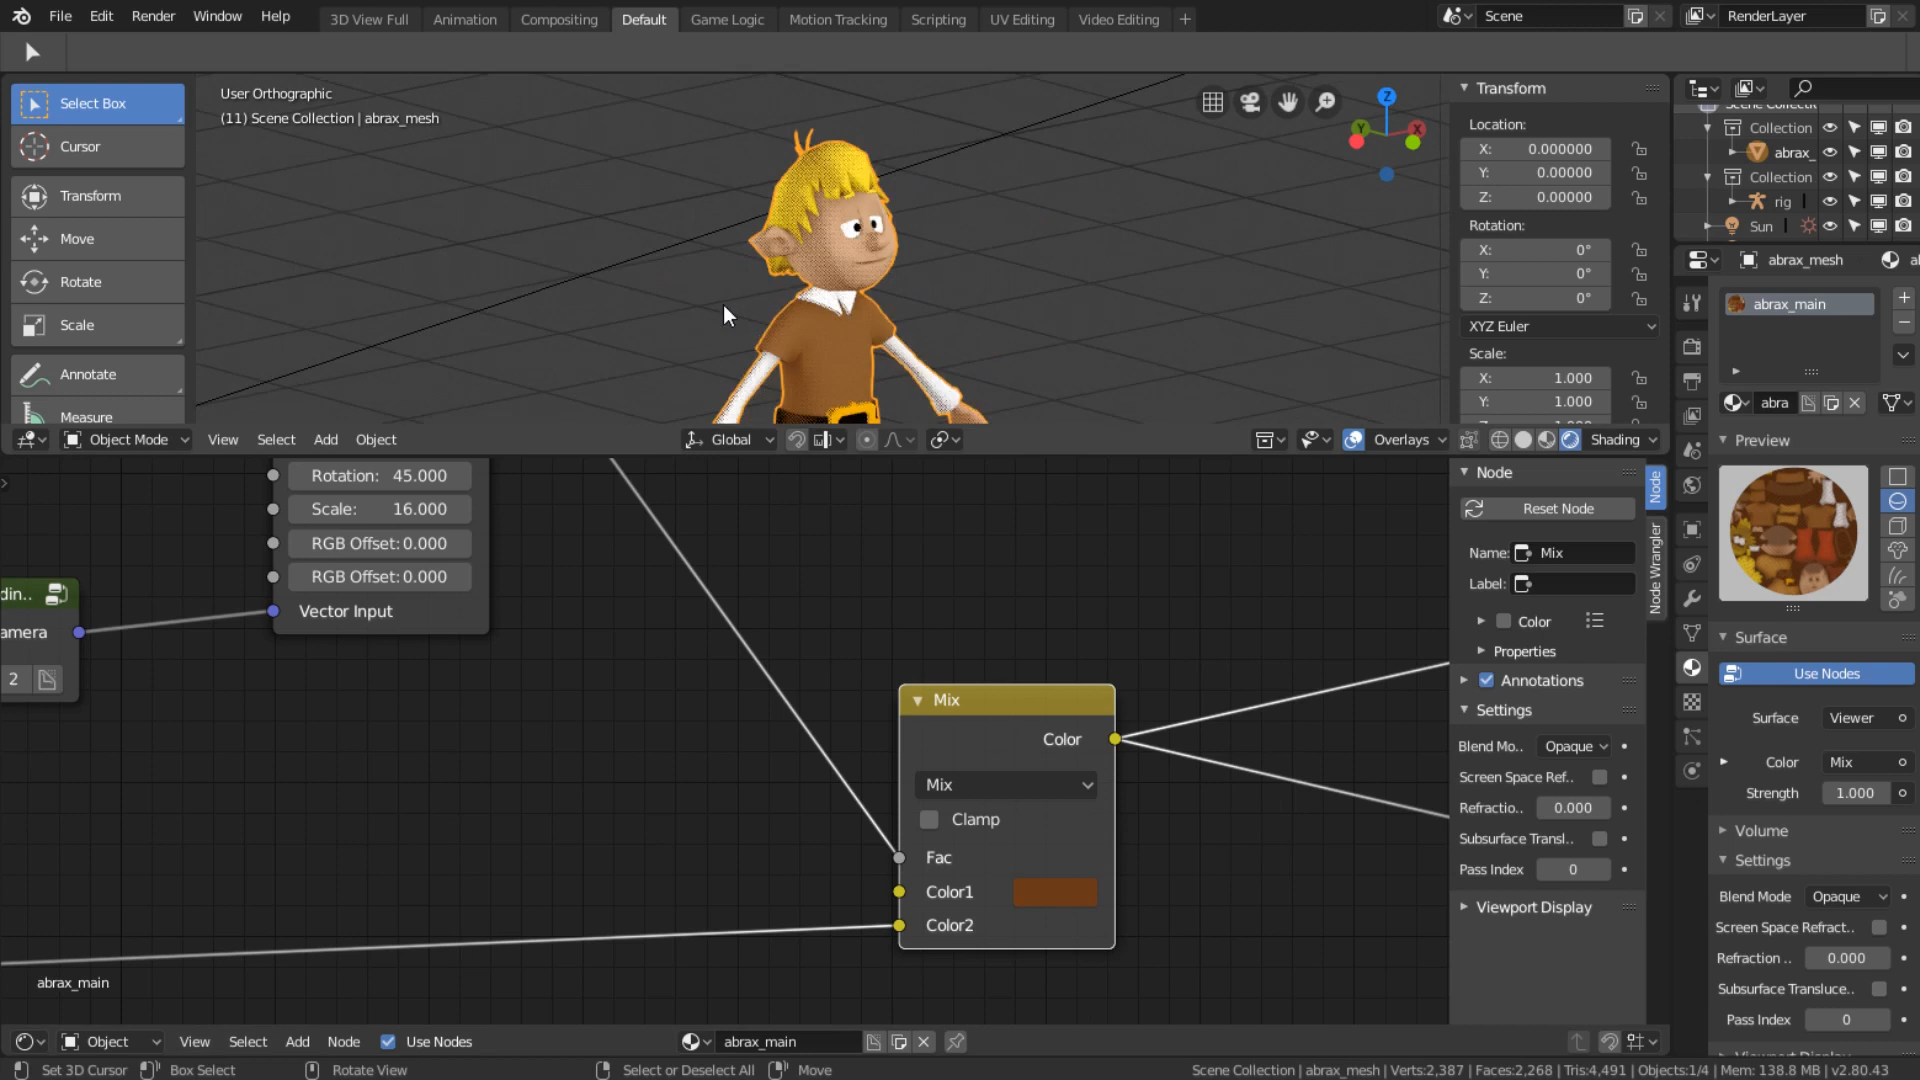 File Edit Render Window Help
3D View Full Animation Compositing Default Game Logic Motion Tracking Scripting UV Editing Video Editing +
Scene
RenderLayer
Select Box
Cursor
Transform
Move
Rotate
Scale
Annotate
Measure
User Orthographic
(11) Scene Collection | abrax_mesh
Z
Y
X
Transform
Location:
X: 0.000000
Y: 0.00000
Z: 0.00000
Rotation:
X: 0°
Y: 0°
Z: 0°
XYZ Euler
Scale:
X: 1.000
Y: 1.000
Collection
abrax_
Collection
rig
Sun
abrax_mesh
abrax_main
abra
Preview
Surface
Use Nodes
Surface Viewer
Color Mix
Strength 1.000
Volume
Settings
Blend Mode Opaque
Screen Space Refract..
Refraction .. 0.000
Subsurface Transluce..
Pass Index 0
Object Mode View Select Add Object
Global
Overlays
Shading
Rotation: 45.000
Scale: 16.000
RGB Offset: 0.000
RGB Offset: 0.000
Vector Input
din..
amera
2
Mix
Color
Mix
Clamp
Fac
Color1
Color2
abrax_main
Node
Reset Node
Name: Mix
Label:
Color
Properties
Annotations
Settings
Blend Mo.. Opaque
Screen Space Ref..
Refractio.. 0.000
Subsurface Transl..
Pass Index 0
Viewport Display
Node
Node Wrangler
Object View Select Add Node Use Nodes
abrax_main
Set 3D Cursor Box Select Rotate View Select or Deselect All Move
Scene Collection | abrax_mesh | Verts:2,387 | Faces:2,268 | Tris:4,491 | Objects:1/4 | Mem: 138.8 MB | v2.80.43